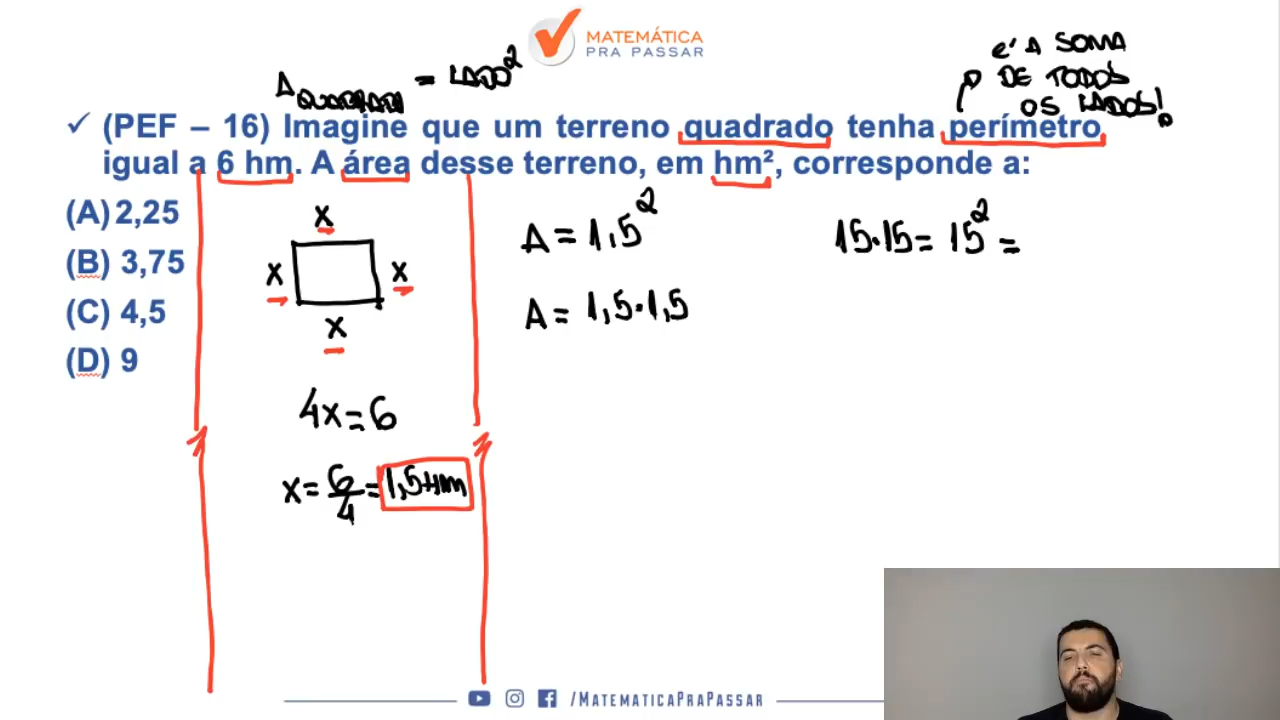 MATEMÁTICA
PRA PASSAR
É A SOMA
DE TODOS
OS LADOS!
A QUADRADO = LADO²
✓ (PEF – 16) Imagine que um terreno quadrado tenha perímetro
igual a 6 hm. A área desse terreno, em hm², corresponde a:
(A) 2,25
(B) 3,75
(C) 4,5
(D) 9
x
x x
x
4x = 6
x = 6/4 = 1,5 Hm
A = 1,5²
A = 1,5 · 1,5
15·15 = 15² =
/MATEMATICAPRAPASSAR